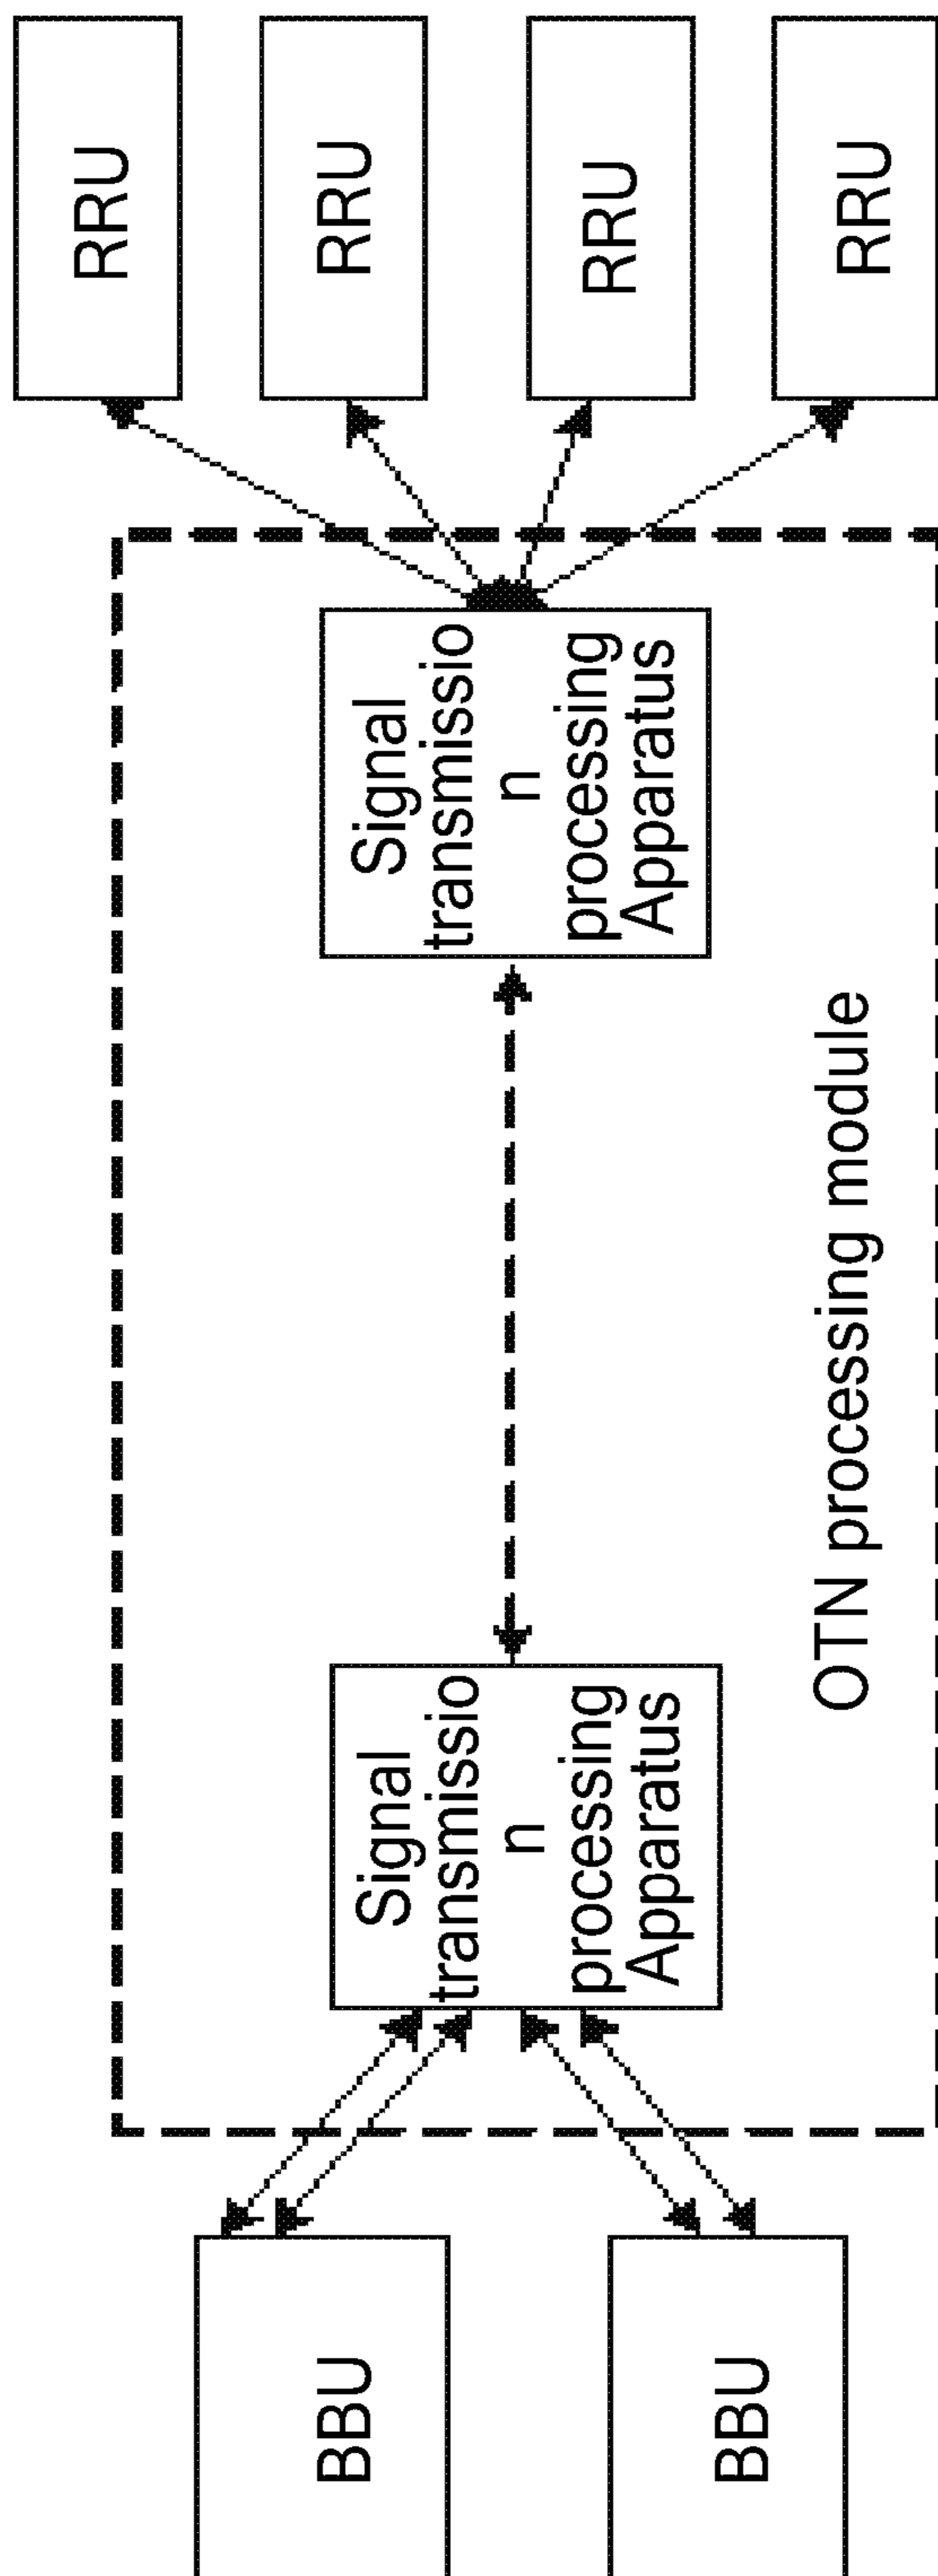 RRU
RRU
RRU
RRU
Signal
transmissio
n
processing
Apparatus
OTN processing module
Signal
transmissio
n
processing
Apparatus
BBU
BBU